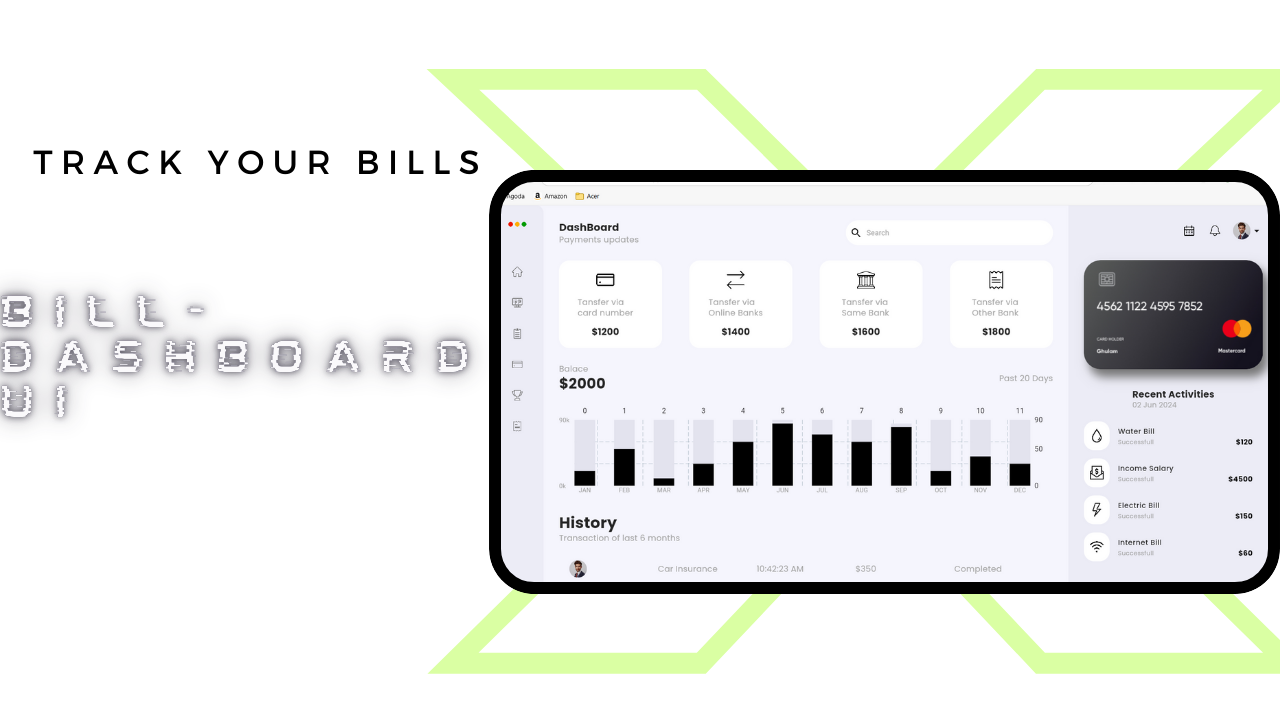 TRACK YOUR BILLS
BILL-
DASHBOARD
UI
Agoda Amazon Acer
DashBoard
Payments updates
Search
Tansfer via
card number
$1200
Tansfer via
Online Banks
$1400
Tansfer via
Same Bank
$1600
Tansfer via
Other Bank
$1800
Balace
$2000
Past 20 Days
0 1 2 3 4 5 6 7 8 9 10 11
90k 90
50
0k 0
JAN FEB MAR APR MAY JUN JUL AUG SEP OCT NOV DEC
History
Transaction of last 6 months
Car Insurance 10:42:23 AM $350 Completed
4562 1122 4595 7852
CARD HOLDER
Ghulam Mastercard
Recent Activities
02 Jun 2024
Water Bill
Successfull $120
Income Salary
Successfull $4500
Electric Bill
Successfull $150
Internet Bill
Successfull $60